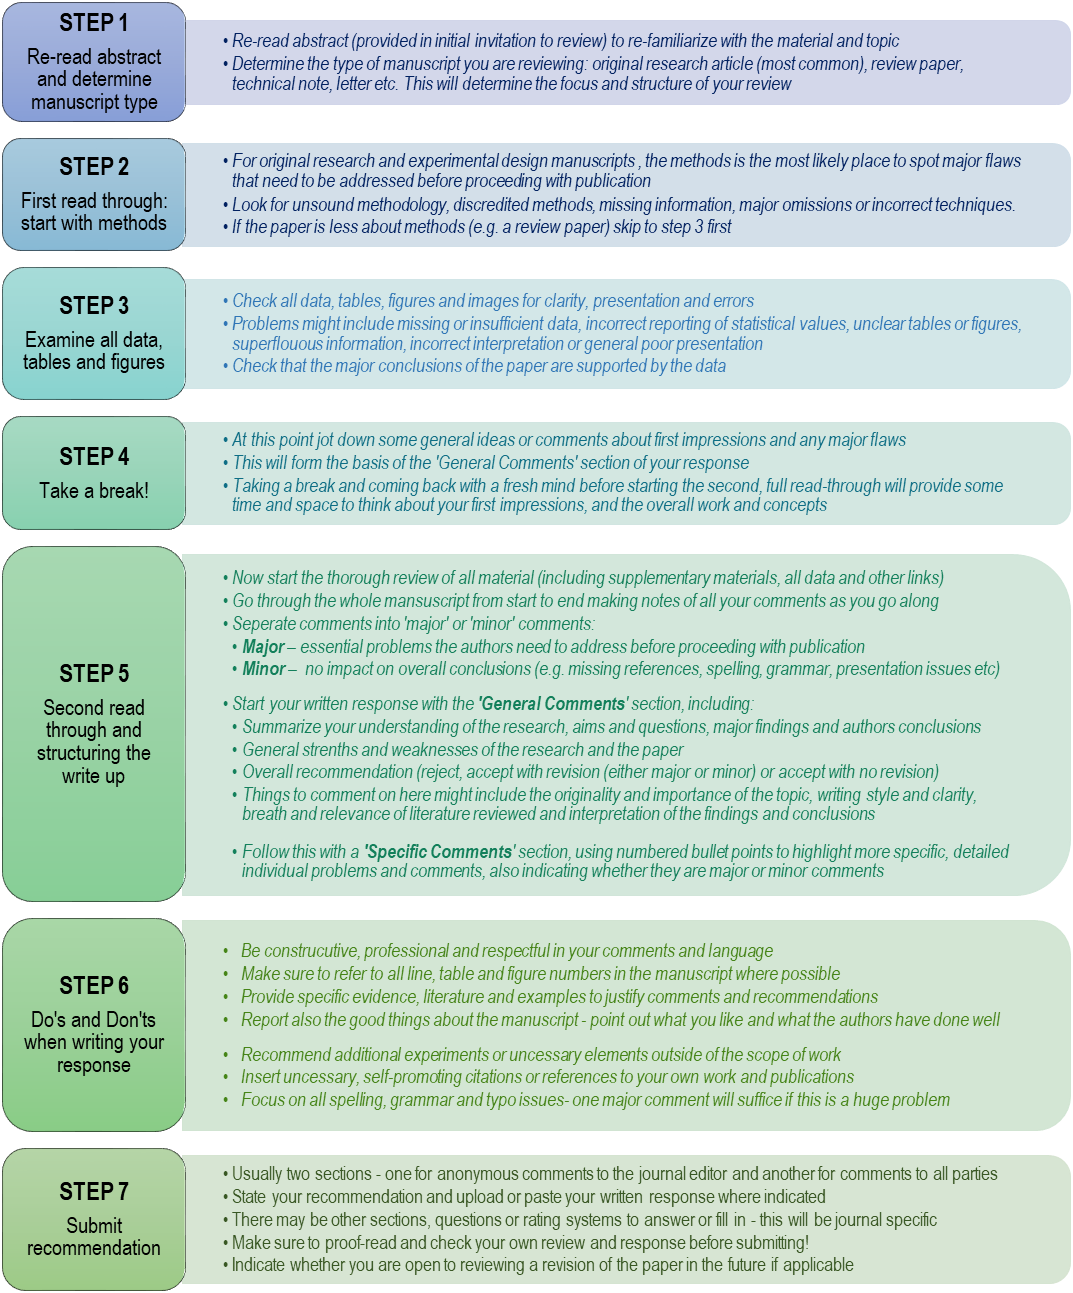 STEP 1
Re-read abstract
and determine
manuscript type
• Re-read abstract (provided in initial invitation to review) to re-familiarize with the material and topic
• Determine the type of manuscript you are reviewing: original research article (most common), review paper,
technical note, letter etc. This will determine the focus and structure of your review
STEP 2
First read through:
start with methods
• For original research and experimental design manuscripts , the methods is the most likely place to spot major flaws
that need to be addressed before proceeding with publication
• Look for unsound methodology, discredited methods, missing information, major omissions or incorrect techniques.
• If the paper is less about methods (e.g. a review paper) skip to step 3 first
STEP 3
Examine all data,
tables and figures
• Check all data, tables, figures and images for clarity, presentation and errors
• Problems might include missing or insufficient data, incorrect reporting of statistical values, unclear tables or figures,
superflouous information, incorrect interpretation or general poor presentation
• Check that the major conclusions of the paper are supported by the data
STEP 4
Take a break!
• At this point jot down some general ideas or comments about first impressions and any major flaws
• This will form the basis of the 'General Comments' section of your response
• Taking a break and coming back with a fresh mind before starting the second, full read-through will provide some
time and space to think about your first impressions, and the overall work and concepts
STEP 5
Second read
through and
structuring the
write up
• Now start the thorough review of all material (including supplementary materials, all data and other links)
• Go through the whole mansuscript from start to end making notes of all your comments as you go along
• Seperate comments into 'major' or 'minor' comments:
• Major – essential problems the authors need to address before proceeding with publication
• Minor – no impact on overall conclusions (e.g. missing references, spelling, grammar, presentation issues etc)
• Start your written response with the 'General Comments' section, including:
• Summarize your understanding of the research, aims and questions, major findings and authors conclusions
• General strenths and weaknesses of the research and the paper
• Overall recommendation (reject, accept with revision (either major or minor) or accept with no revision)
• Things to comment on here might include the originality and importance of the topic, writing style and clarity,
breath and relevance of literature reviewed and interpretation of the findings and conclusions
• Follow this with a 'Specific Comments' section, using numbered bullet points to highlight more specific, detailed
individual problems and comments, also indicating whether they are major or minor comments
STEP 6
Do's and Don'ts
when writing your
response
• Be construcutive, professional and respectful in your comments and language
• Make sure to refer to all line, table and figure numbers in the manuscript where possible
• Provide specific evidence, literature and examples to justify comments and recommendations
• Report also the good things about the manuscript - point out what you like and what the authors have done well
• Recommend additional experiments or uncessary elements outside of the scope of work
• Insert uncessary, self-promoting citations or references to your own work and publications
• Focus on all spelling, grammar and typo issues- one major comment will suffice if this is a huge problem
STEP 7
Submit
recommendation
• Usually two sections - one for anonymous comments to the journal editor and another for comments to all parties
• State your recommendation and upload or paste your written response where indicated
• There may be other sections, questions or rating systems to answer or fill in - this will be journal specific
• Make sure to proof-read and check your own review and response before submitting!
• Indicate whether you are open to reviewing a revision of the paper in the future if applicable